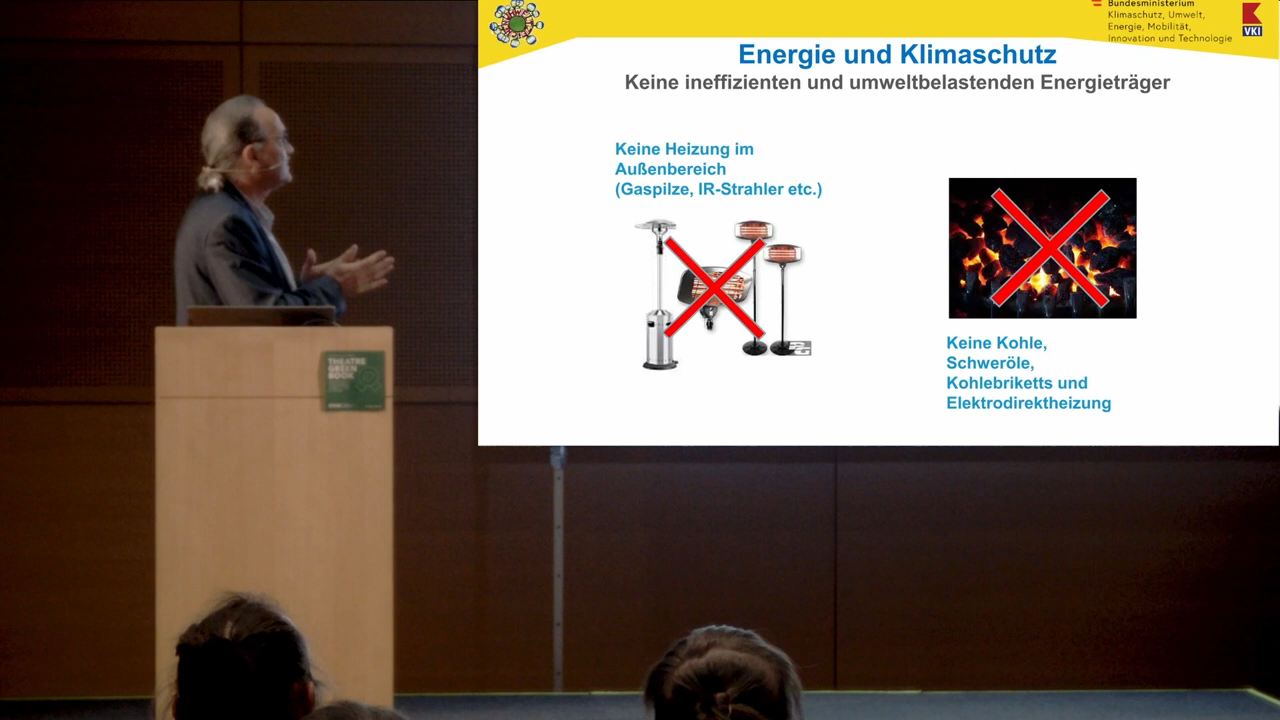 Bundesministerium
Klimaschutz, Umwelt,
Energie, Mobilität,
Innovation und Technologie
VKI
Energie und Klimaschutz
Keine ineffizienten und umweltbelastenden Energieträger
Keine Heizung im
Außenbereich
(Gaspilze, IR-Strahler etc.)
Keine Kohle,
Schweröle,
Kohlebriketts und
Elektrodirektheizung
THEATRE
GREEN
BOOK